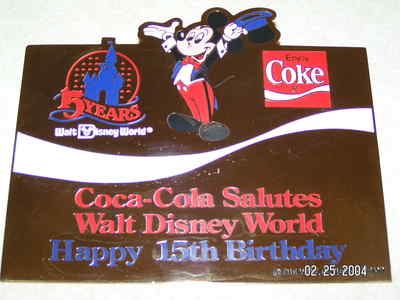 Enjoy
Coke
15 YEARS
Walt Disney World®
Coca-Cola Salutes
Walt Disney World
Happy 15th Birthday
02.25.2004